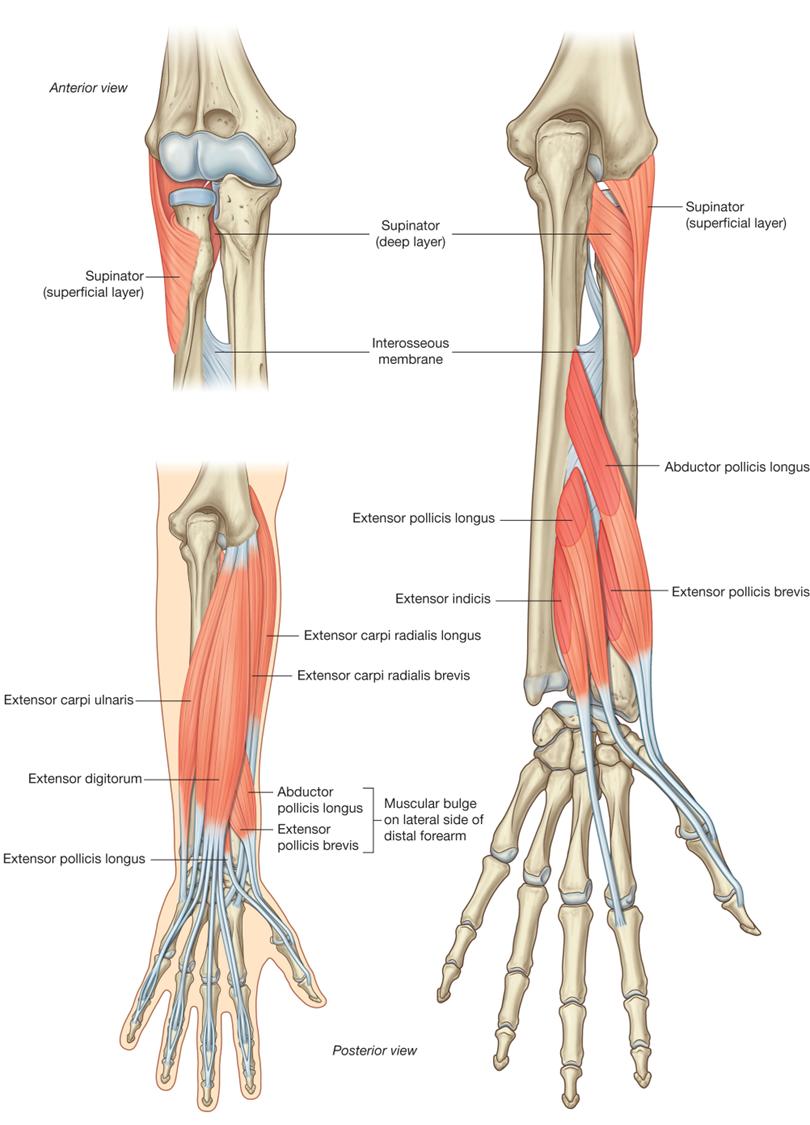 Anterior view
Supinator
(superficial layer)
Supinator
(deep layer)
Supinator
(superficial layer)
Interosseous
membrane
Abductor pollicis longus
Extensor pollicis longus
Extensor pollicis brevis
Extensor indicis
Extensor carpi radialis longus
Extensor carpi radialis brevis
Extensor carpi ulnaris
Extensor digitorum
Abductor
pollicis longus
Extensor
pollicis brevis
Muscular bulge
on lateral side of
distal forearm
Extensor pollicis longus
Posterior view